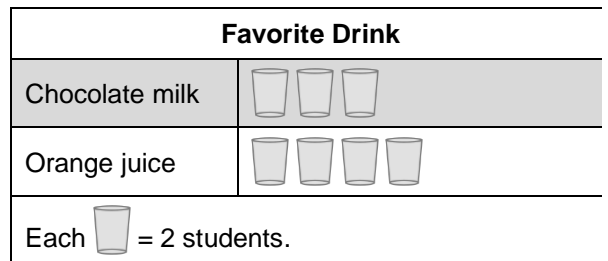 Favorite Drink
Chocolate milk
Orange juice
Each = 2 students.